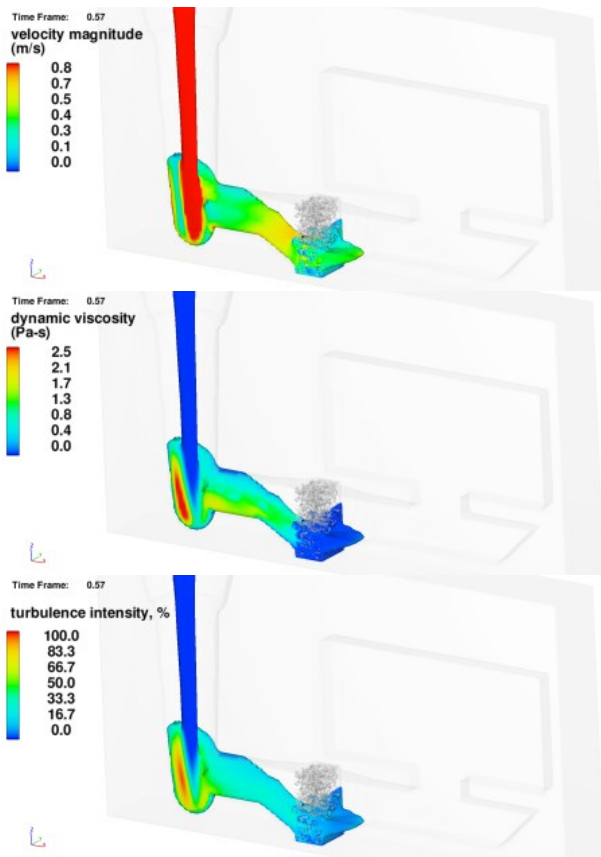 Time Frame: 0.57
velocity magnitude
(m/s)
0.8
0.7
0.5
0.4
0.3
0.1
0.0
Time Frame: 0.57
dynamic viscosity
(Pa-s)
2.5
2.1
1.7
1.3
0.8
0.4
0.0
Time Frame: 0.57
turbulence intensity, %
100.0
83.3
66.7
50.0
33.3
16.7
0.0